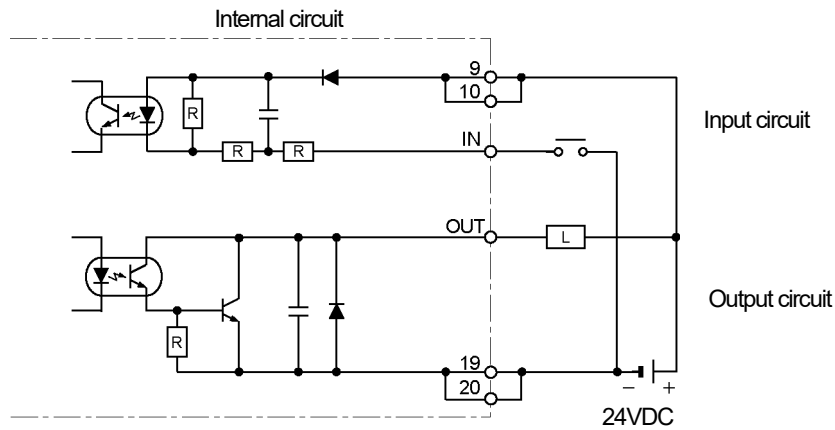 Internal circuit
9
10
R
Input circuit
IN
R
R
OUT
L
R
Output circuit
19
20
− +
24VDC